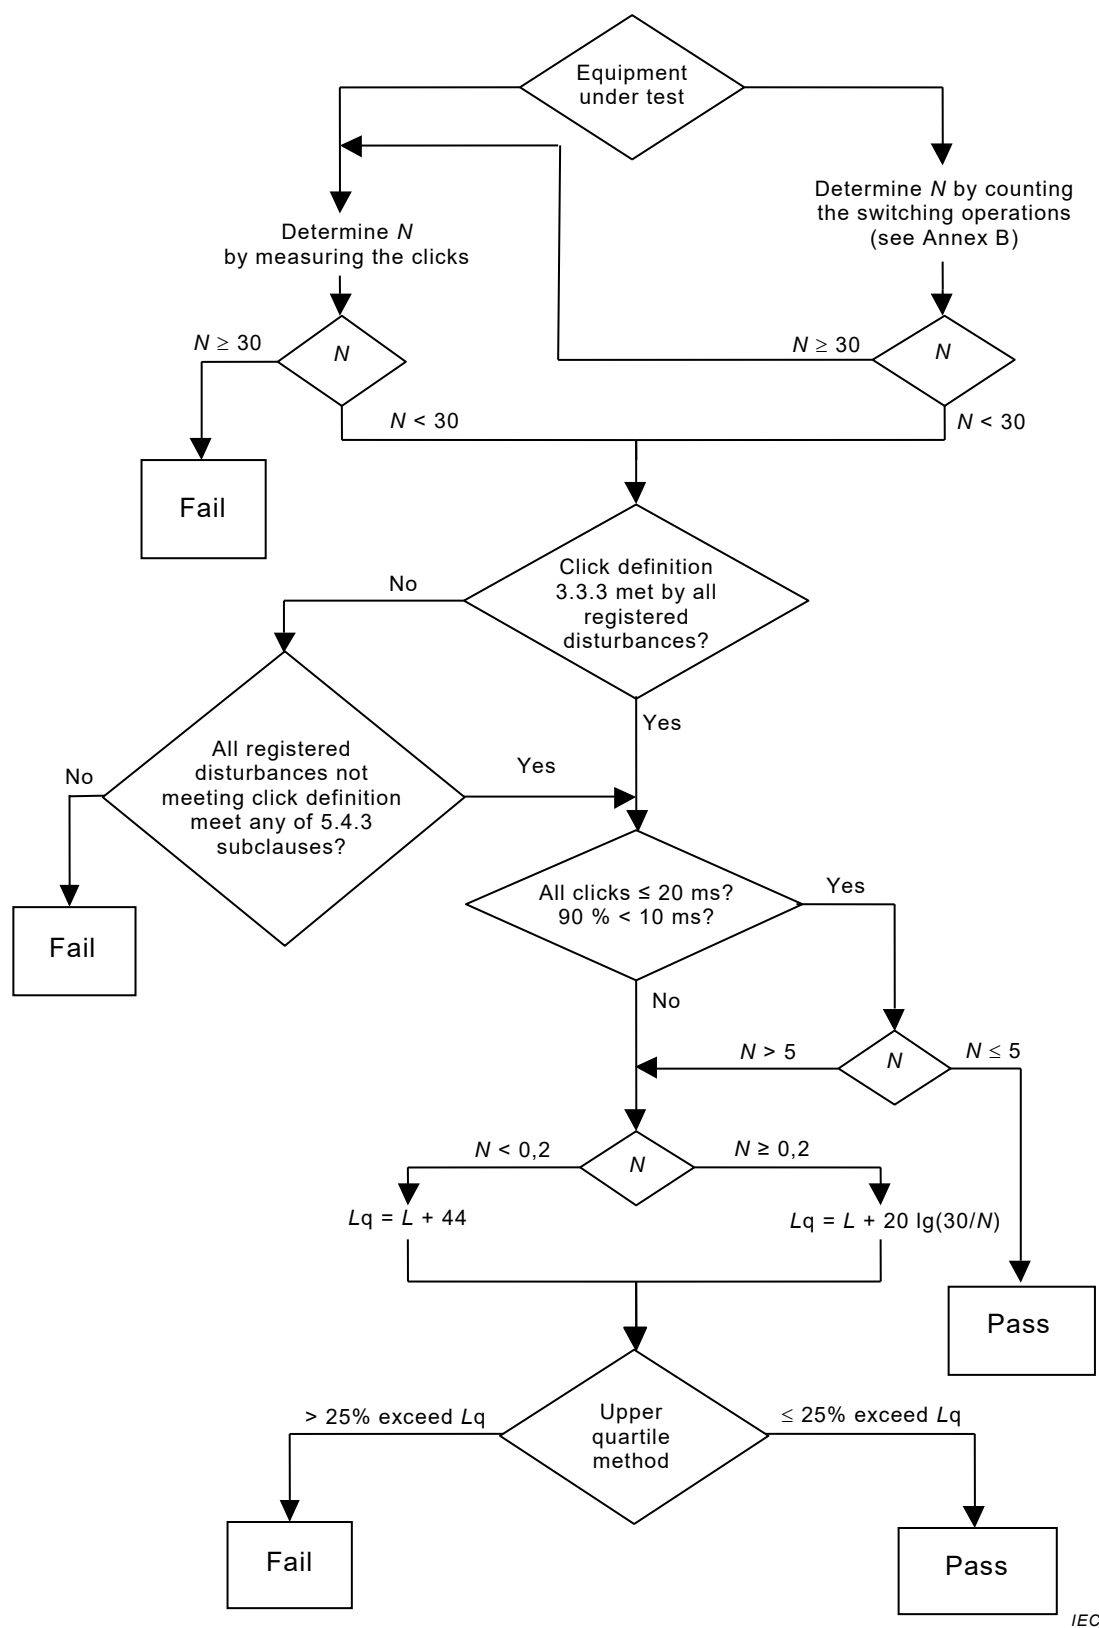 Equipment
under test
Determine N by counting
the switching operations
(see Annex B)
Determine N
by measuring the clicks
N ≥ 30
N
N ≥ 30
N
N < 30
N < 30
Fail
Click definition
3.3.3 met by all
registered
disturbances?
No
Yes
All registered
disturbances not
meeting click definition
meet any of 5.4.3
subclauses?
No
Yes
Fail
All clicks ≤ 20 ms?
90 % < 10 ms?
Yes
No
N > 5
N
N ≤ 5
N < 0,2
N
N ≥ 0,2
Lq = L + 44
Lq = L + 20 lg(30/N)
Pass
> 25% exceed Lq
Upper
quartile
method
≤ 25% exceed Lq
Fail
Pass
IEC